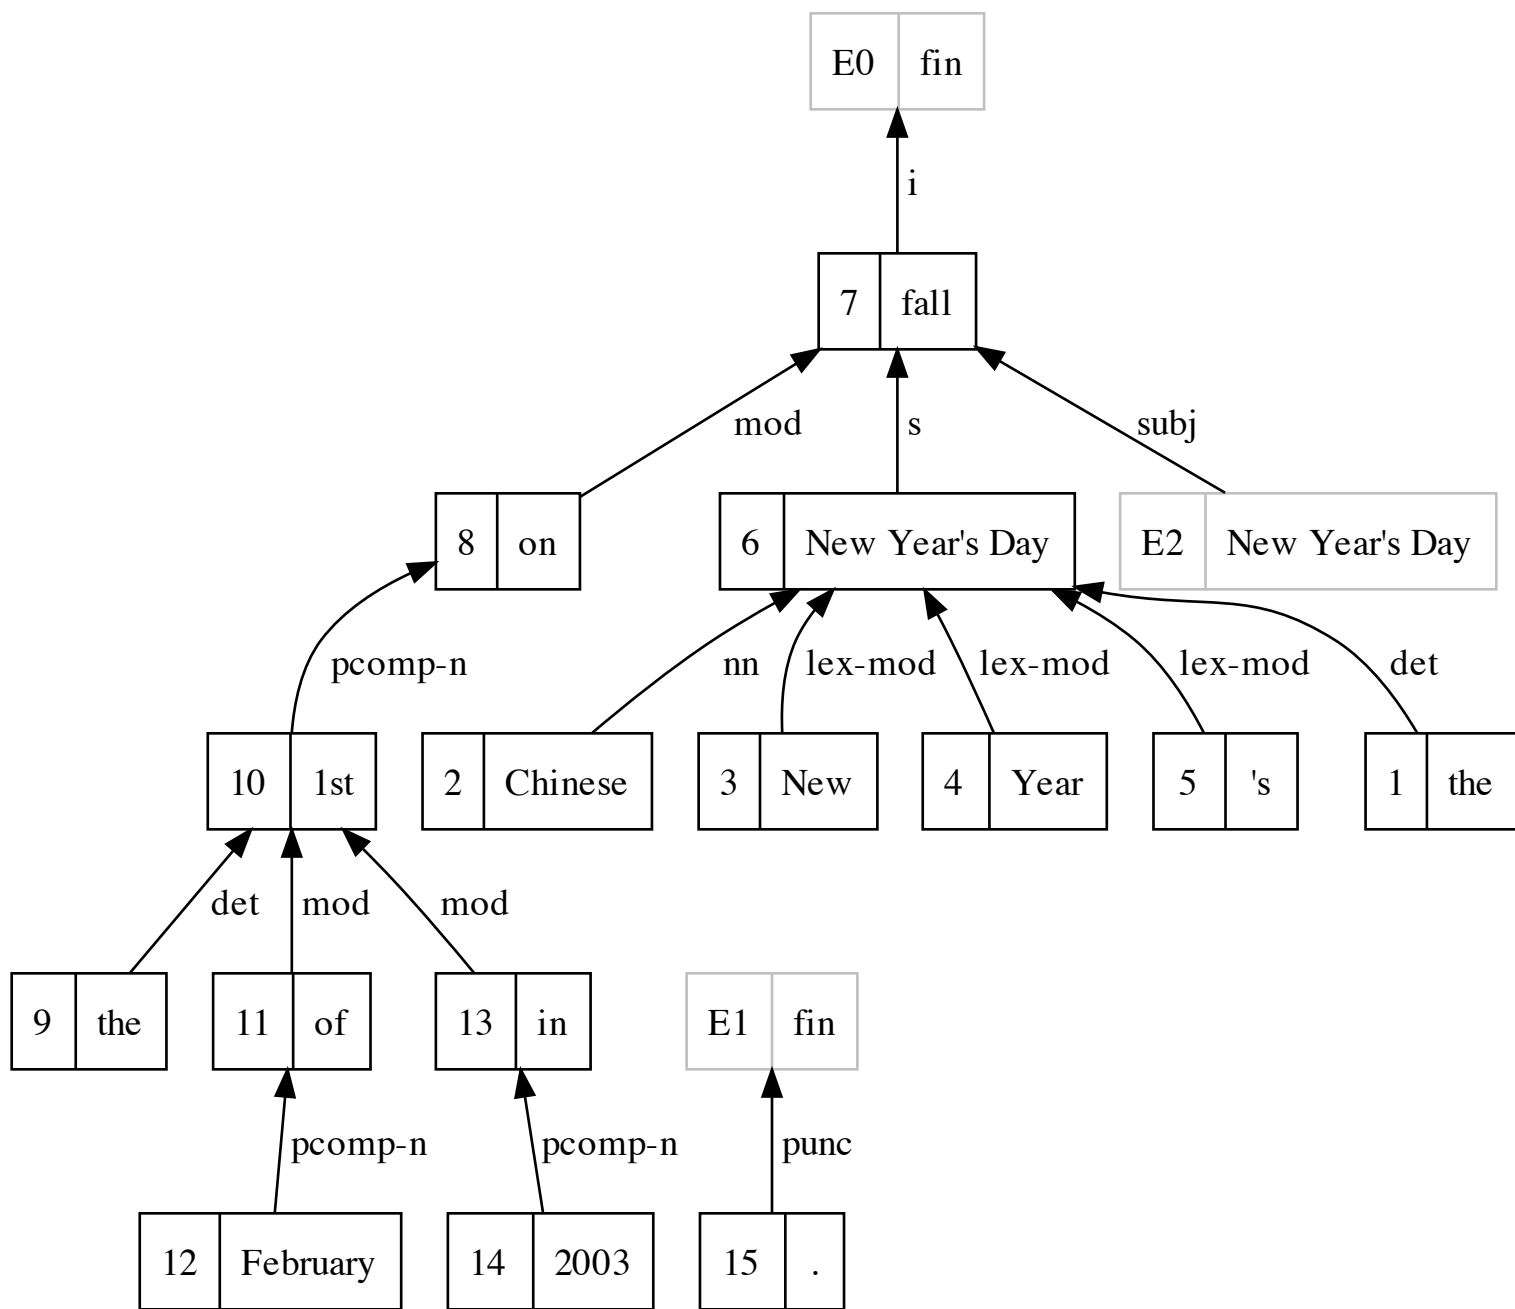 E0 fin
i
7 fall
mod s subj
8 on 6 New Year's Day E2 New Year's Day
pcomp-n nn lex-mod lex-mod lex-mod det
10 1st 2 Chinese 3 New 4 Year 5 's 1 the
det mod mod
9 the 11 of 13 in E1 fin
pcomp-n pcomp-n punc
12 February 14 2003 15 .